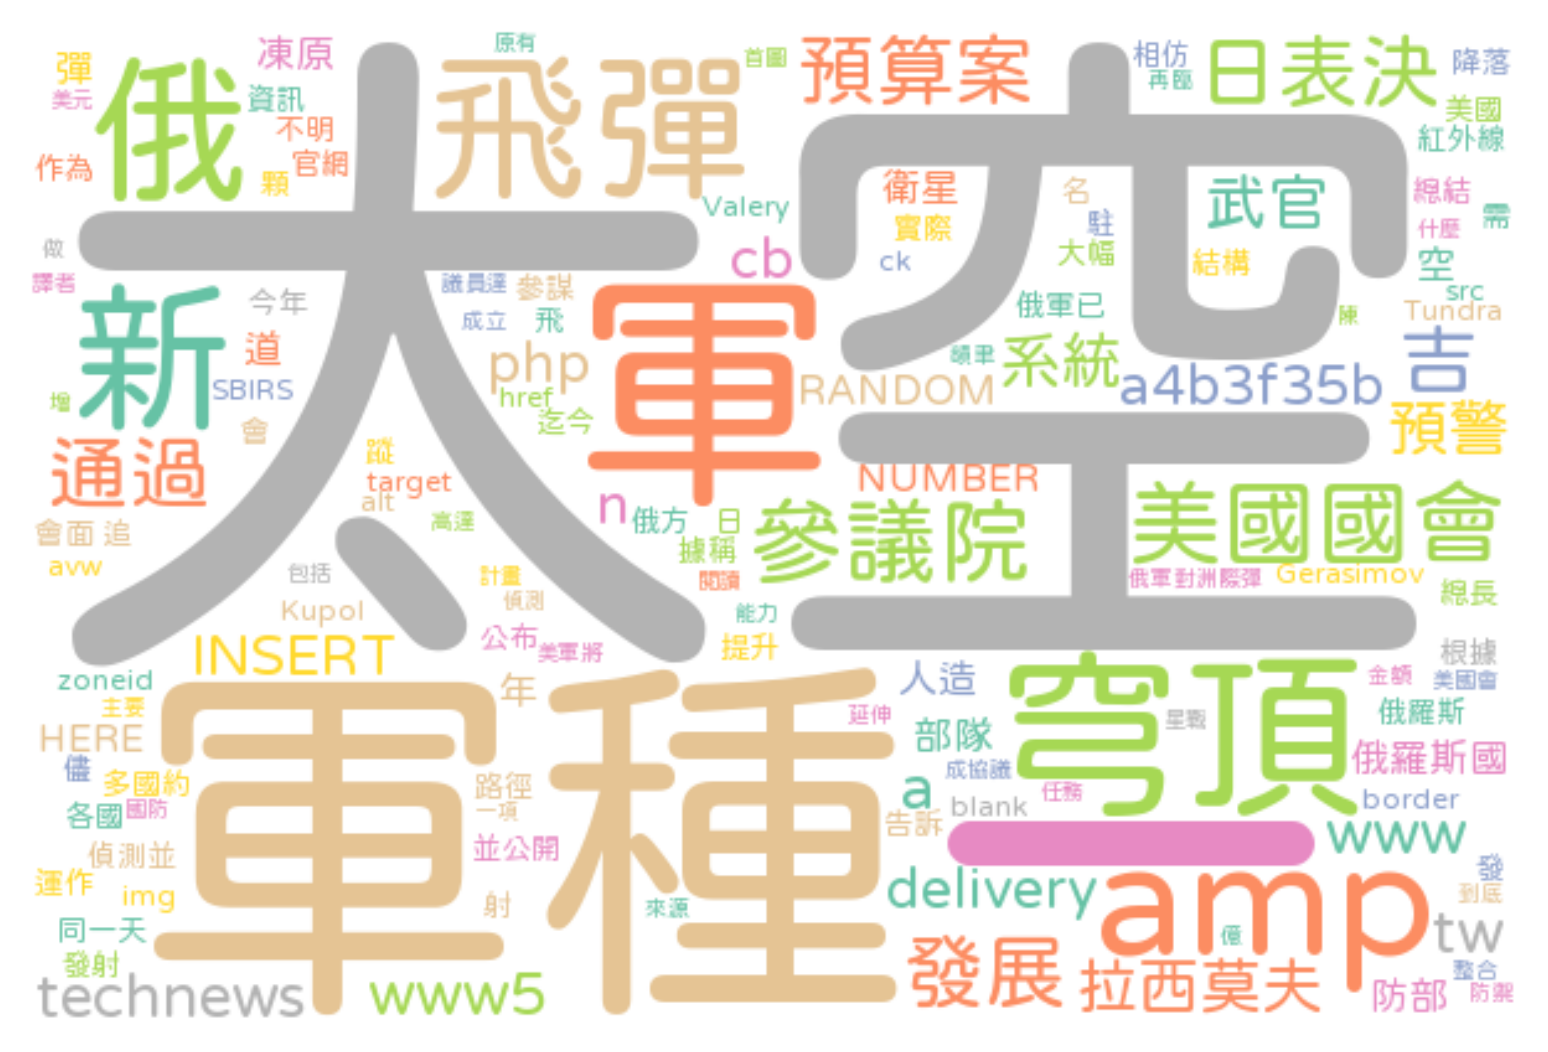 太空
軍種
俄
飛彈
預算案
日表決
凍原
原有
首圖
相仿
降落
彈
美元
資訊
不明
官網
作為
顆
美國
紅外線
衛星
名
武官
總結
需
什麼
Valery
實際
駐
大幅
結構
空
cb
ck
做
譯者
新
今年
議員達
參謀
軍
俄軍已
src
Tundra
陳
成立
飛
道
php
系統
吉
SBIRS
href
RANDOM
a4b3f35b
增
迄今
會
預警
通過
蹤
target
alt
NUMBER
n
俄方
日
參議院
美國國會
高達
據稱
會面
追
avw
包括
計畫
閱讀
俄軍對洲際彈
Gerasimov
偵測
總長
Kupol
能力
INSERT
公布
美軍將
提升
根據
zoneid
年
人造
穹頂
金額
美國會
主要
延伸
星戰
俄羅斯
HERE
部隊
俄羅斯國
儘
多國約
路徑
成協議
a
任務
border
各國
國防
一項
blank
告訴
一
www
偵測並
並公開
發
運作
img
delivery
amp
到底
射
來源
同一天
億
tw
發射
發展
拉西莫夫
整合
technews
www5
防部
防禦